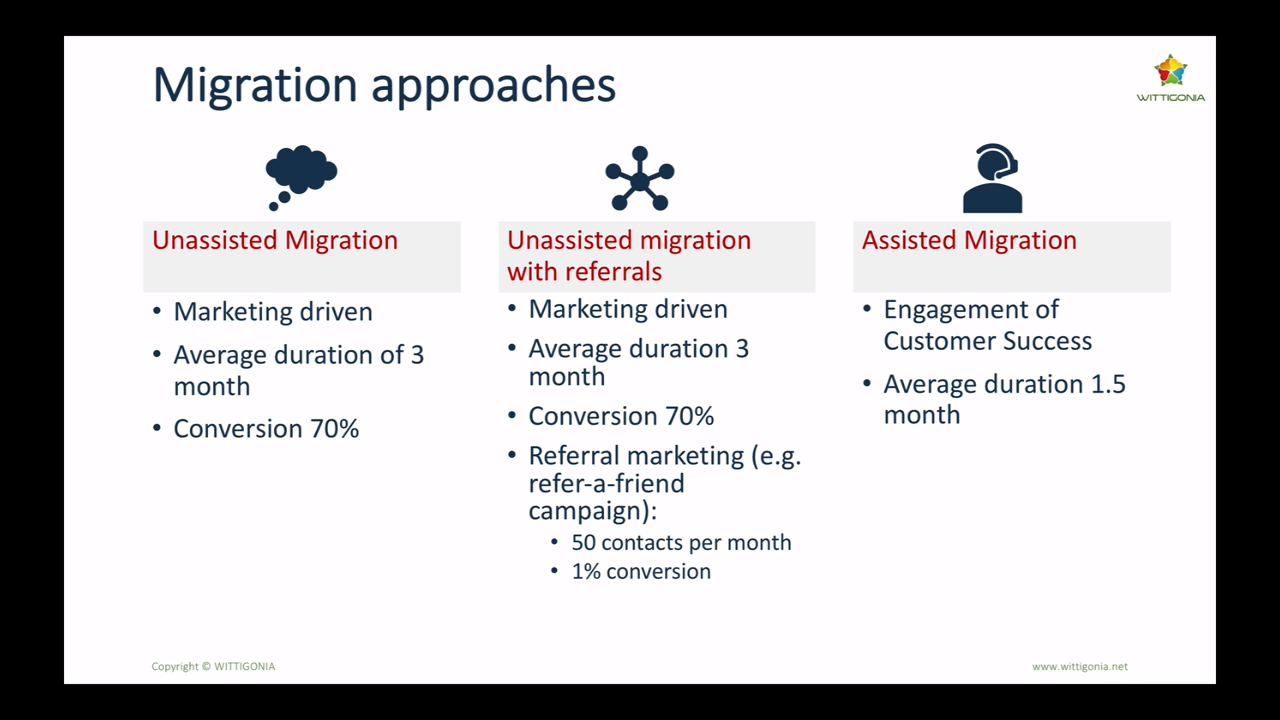 Migration approaches
WITTIGONIA
Unassisted Migration
• Marketing driven
• Average duration of 3
month
• Conversion 70%
Unassisted migration
with referrals
• Marketing driven
• Average duration 3
month
• Conversion 70%
• Referral marketing (e.g.
refer-a-friend
campaign):
• 50 contacts per month
• 1% conversion
Assisted Migration
• Engagement of
Customer Success
• Average duration 1.5
month
Copyright © WITTIGONIA
www.wittigonia.net